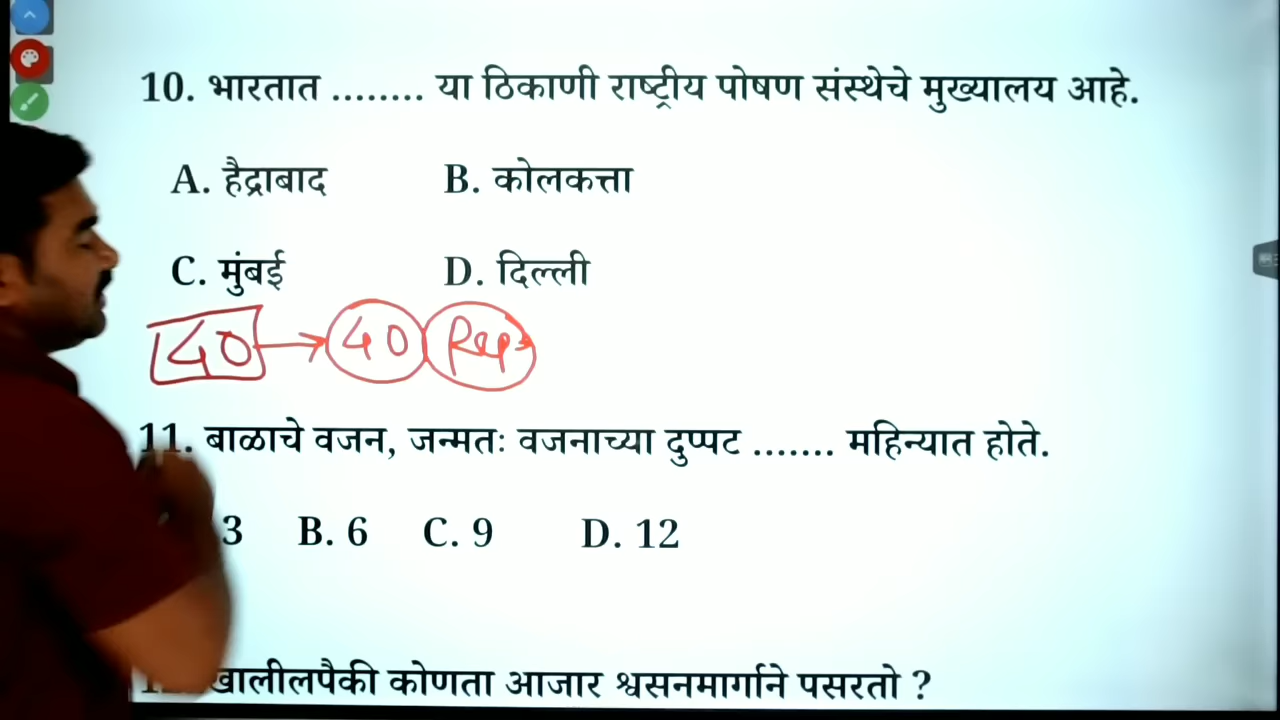 10. भारतात ........ या ठिकाणी राष्ट्रीय पोषण संस्थेचे मुख्यालय आहे.
A. हैद्राबाद B. कोलकत्ता
C. मुंबई D. दिल्ली
40 → 40
11. बाळाचे वजन, जन्मतः वजनाच्या दुप्पट ....... महिन्यात होते.
3 B. 6 C. 9 D. 12
खालीलपैकी कोणता आजार श्वसनमार्गाने पसरतो ?